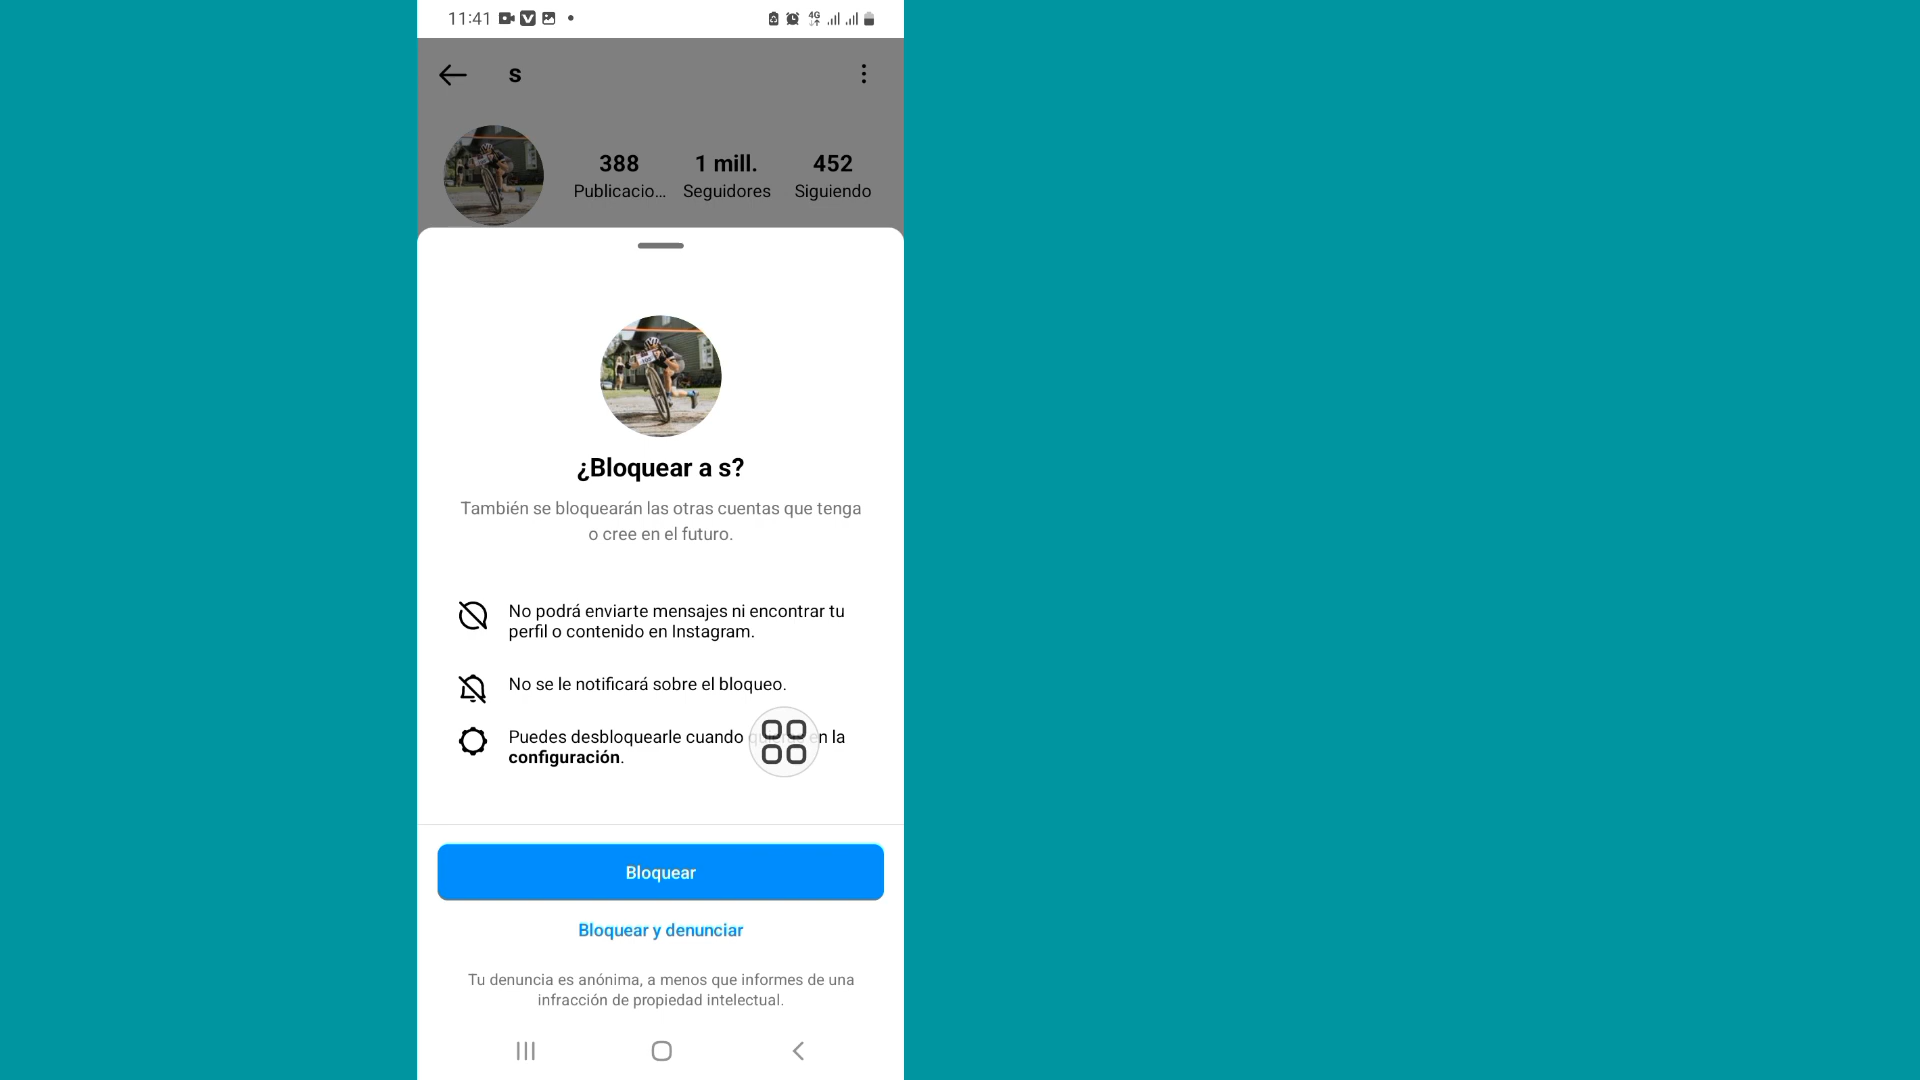 11:41
4G
s
388 1 mill. 452
Publicacio... Seguidores Siguiendo
¿Bloquear a s?
También se bloquearán las otras cuentas que tenga
o cree en el futuro.
No podrá enviarte mensajes ni encontrar tu
perfil o contenido en Instagram.
No se le notificará sobre el bloqueo.
Puedes desbloquearle cuando en la
configuración.
Bloquear
Bloquear y denunciar
Tu denuncia es anónima, a menos que informes de una
infracción de propiedad intelectual.